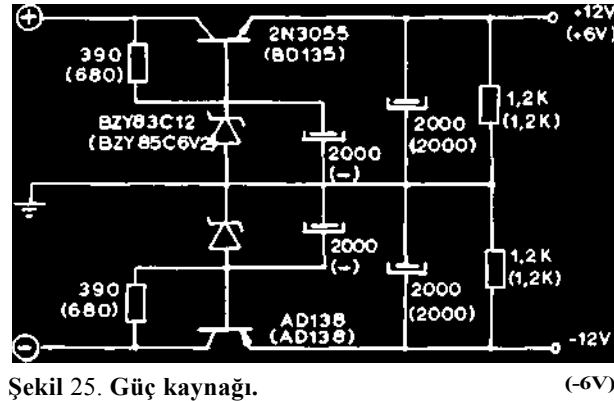 +
390
(680)
2N3055
(BD135)
+12V
(+6V)
BZY83C12
(BZY85C6V2)
2000
(-)
2000
(2000)
1,2K
(1,2K)
2000
(-)
390
(680)
2000
(2000)
1,2K
(1,2K)
AD138
(AD138)
-
-12V
(-6V)
Şekil 25. Güç kaynağı.